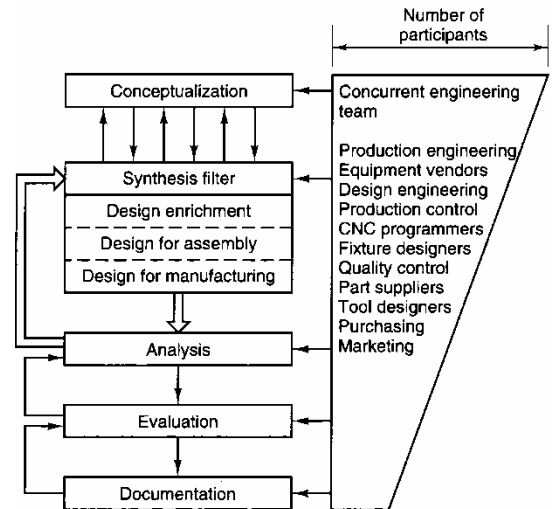 Number of
participants
Conceptualization
Concurrent engineering
team
Synthesis filter
Design enrichment
Design for assembly
Design for manufacturing
Production engineering
Equipment vendors
Design engineering
Production control
CNC programmers
Fixture designers
Quality control
Part suppliers
Tool designers
Purchasing
Marketing
Analysis
Evaluation
Documentation